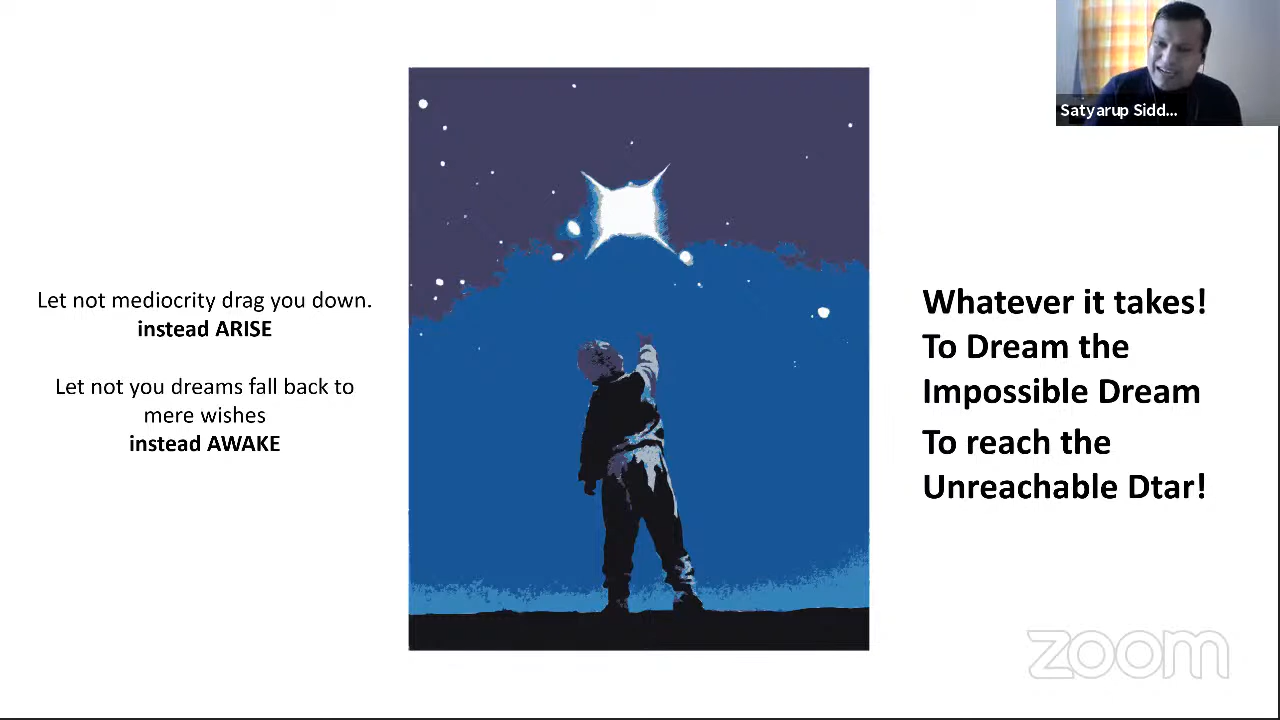 Satyarup Sidd...
Let not mediocrity drag you down.
instead ARISE
Let not you dreams fall back to
mere wishes
instead AWAKE
Whatever it takes!
To Dream the
Impossible Dream
To reach the
Unreachable Dtar!
zoom